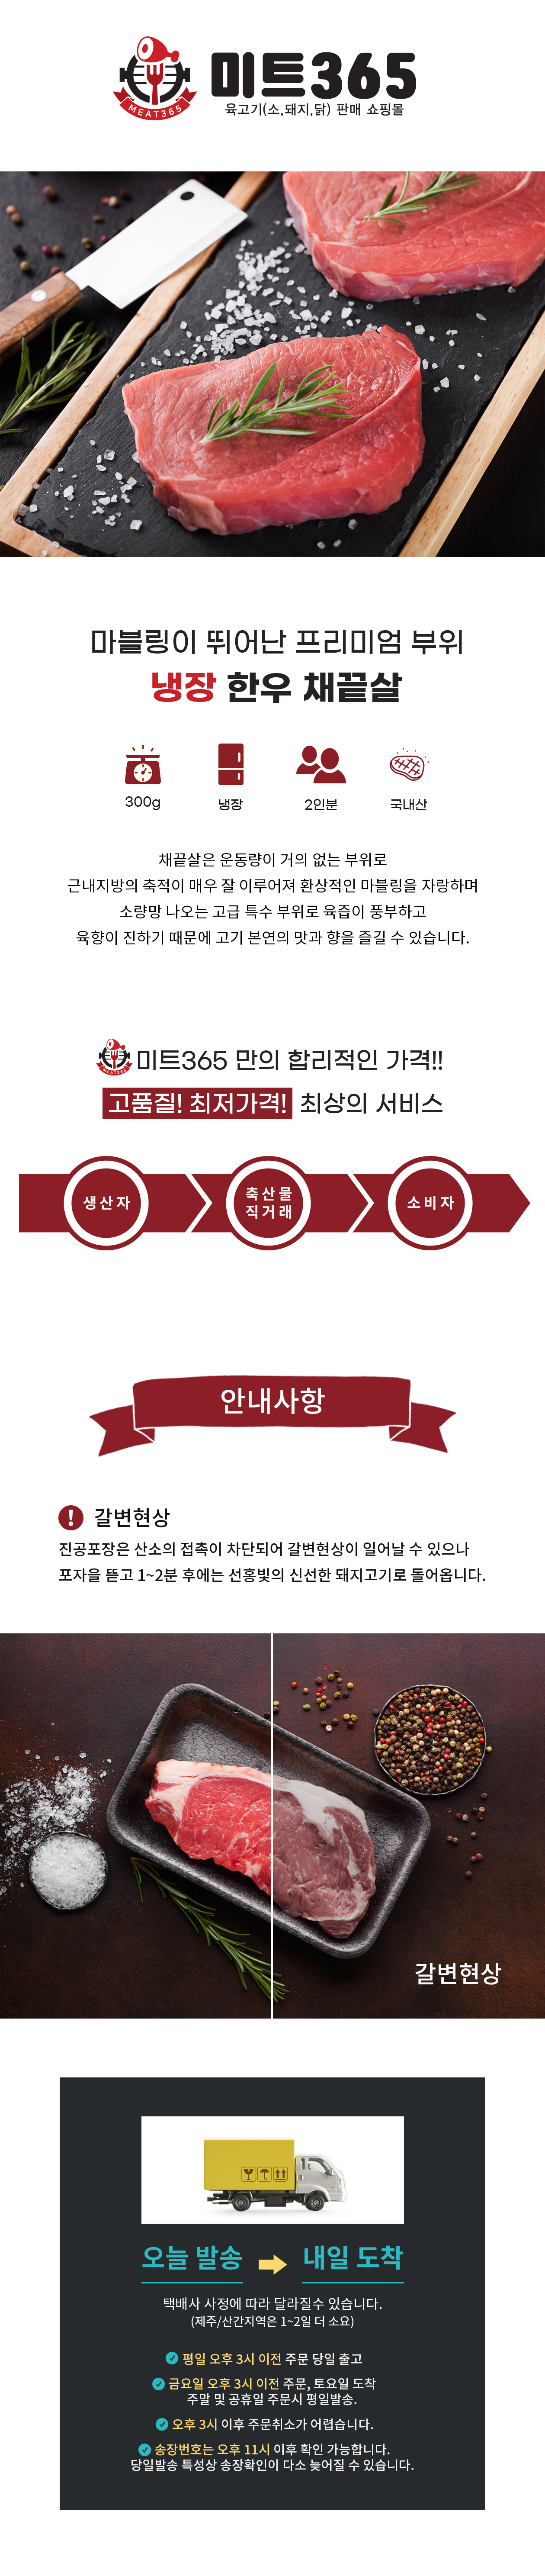 MEAT365
미트365
육고기(소,돼지,닭) 판매 쇼핑몰
마블링이 뛰어난 프리미엄 부위
냉장 한우 채끝살
300g
냉장
2인분
국내산
채끝살은 운동량이 거의 없는 부위로
근내지방의 축적이 매우 잘 이루어져 환상적인 마블링을 자랑하며
소량망 나오는 고급 특수 부위로 육즙이 풍부하고
육향이 진하기 때문에 고기 본연의 맛과 향을 즐길 수 있습니다.
MEAT365
미트365 만의 합리적인 가격!!
고품질! 최저가격! 최상의 서비스
생산자
축산물
직거래
소비자
안내사항
! 갈변현상
진공포장은 산소의 접촉이 차단되어 갈변현상이 일어날 수 있으나
포자을 뜯고 1~2분 후에는 선홍빛의 신선한 돼지고기로 돌어옵니다.
갈변현상
오늘 발송
내일 도착
택배사 사정에 따라 달라질수 있습니다.
(제주/산간지역은 1~2일 더 소요)
평일 오후 3시 이전 주문 당일 출고
금요일 오후 3시 이전 주문, 토요일 도착
주말 및 공휴일 주문시 평일발송.
오후 3시 이후 주문취소가 어렵습니다.
송장번호는 오후 11시 이후 확인 가능합니다.
당일발송 특성상 송장확인이 다소 늦어질 수 있습니다.